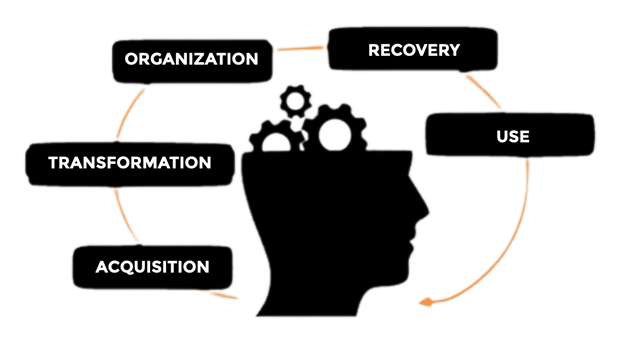 ORGANIZATION
RECOVERY
USE
TRANSFORMATION
ACQUISITION